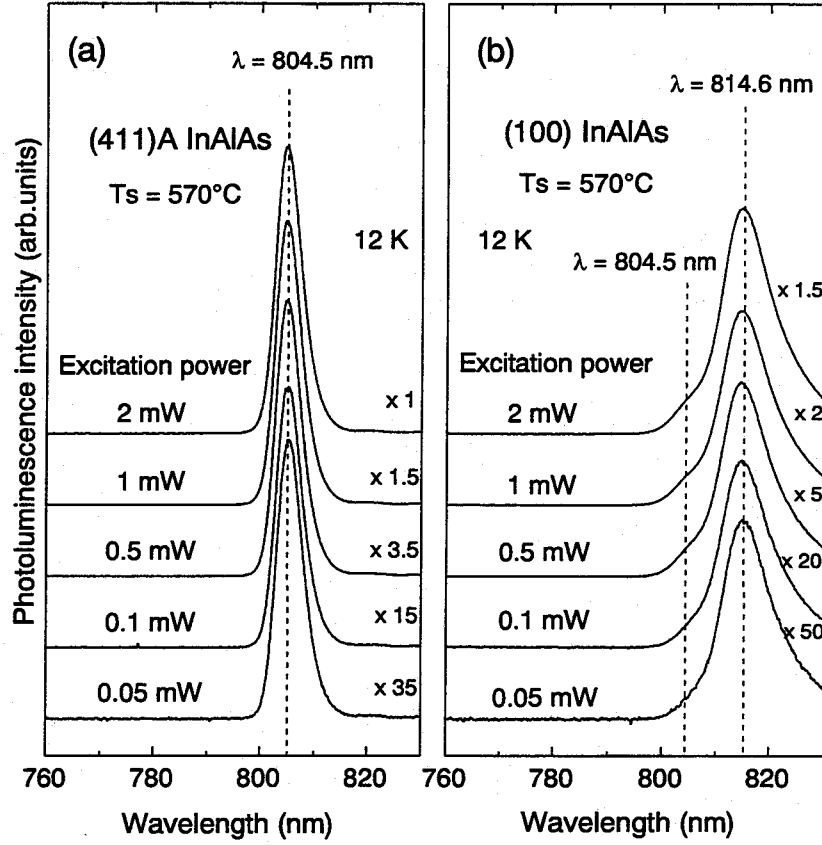 Photoluminescence intensity (arb.units)
(a)
λ = 804.5 nm
(411)A InAlAs
Ts = 570°C
12 K
Excitation power
x 1
2 mW
x 1.5
1 mW
x 3.5
0.5 mW
x 15
0.1 mW
x 35
0.05 mW
760
780
800
820
Wavelength (nm)
(b)
λ = 814.6 nm
(100) InAlAs
Ts = 570°C
12 K
λ = 804.5 nm
x 1.5
Excitation power
x 2
2 mW
x 5
1 mW
x 20
0.5 mW
x 50
0.1 mW
0.05 mW
760
780
800
820
Wavelength (nm)